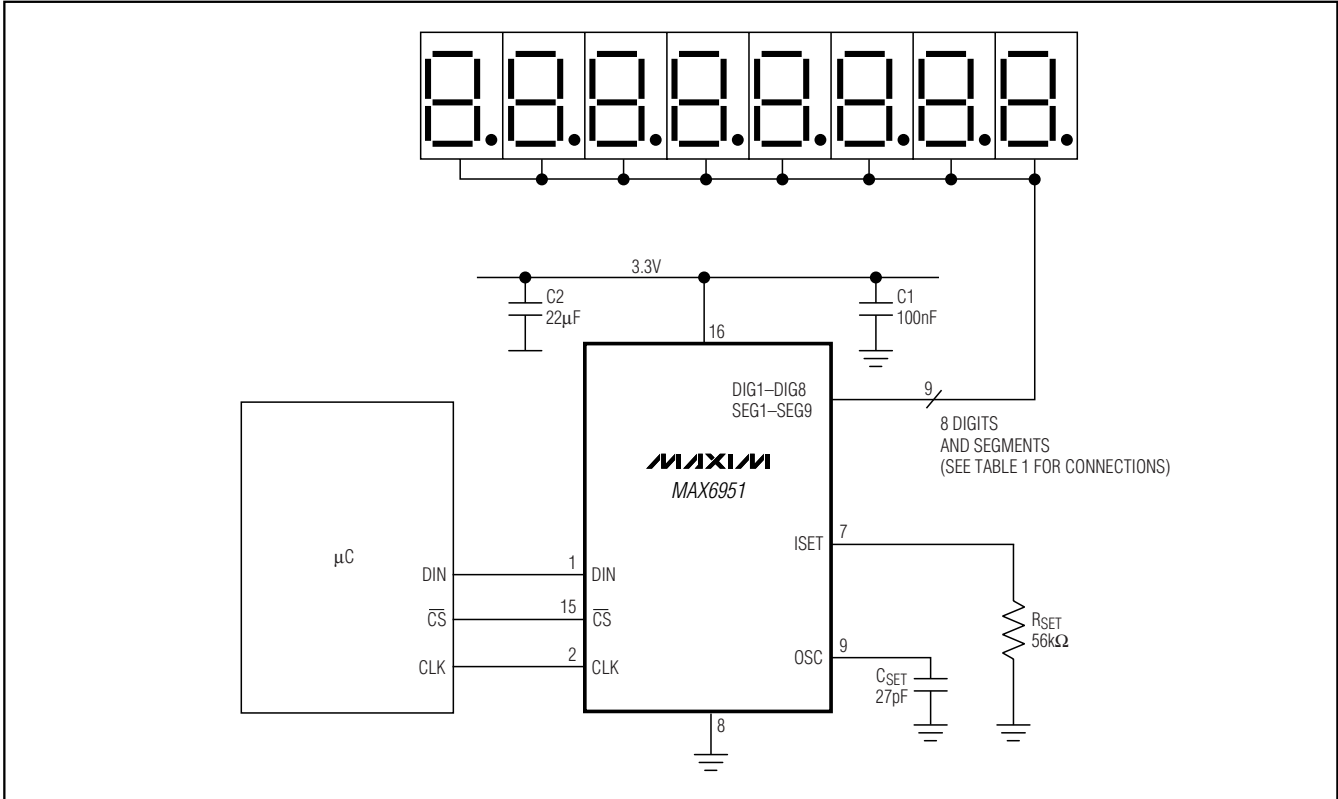 3.3V
C2
22μF
C1
100nF
16
DIG1–DIG8
SEG1–SEG9
9
8 DIGITS
AND SEGMENTS
(SEE TABLE 1 FOR CONNECTIONS)
MAXIM
MAX6951
μC
ISET
7
DIN
1
DIN
CS
15
CS
RSET
56kΩ
OSC
9
CLK
2
CLK
CSET
27pF
8